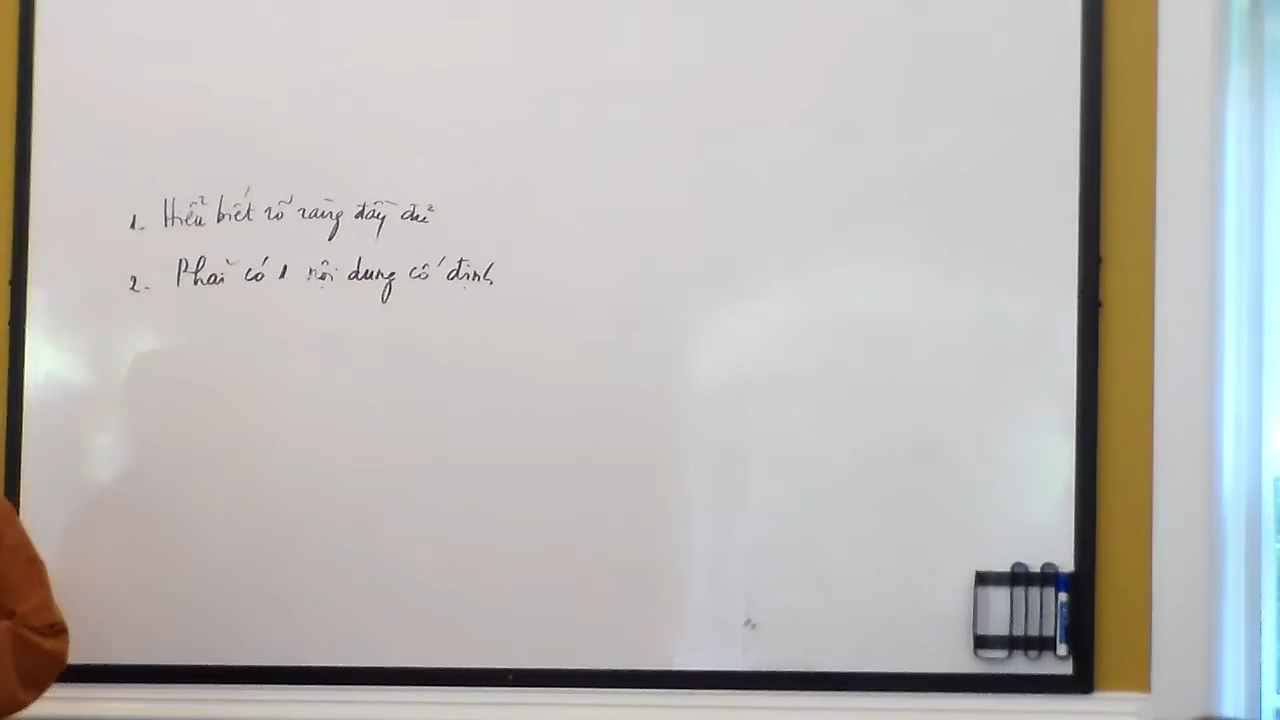 1. Hiểu biết rõ ràng đầy đủ
2. Phải có 1 nội dung cố định